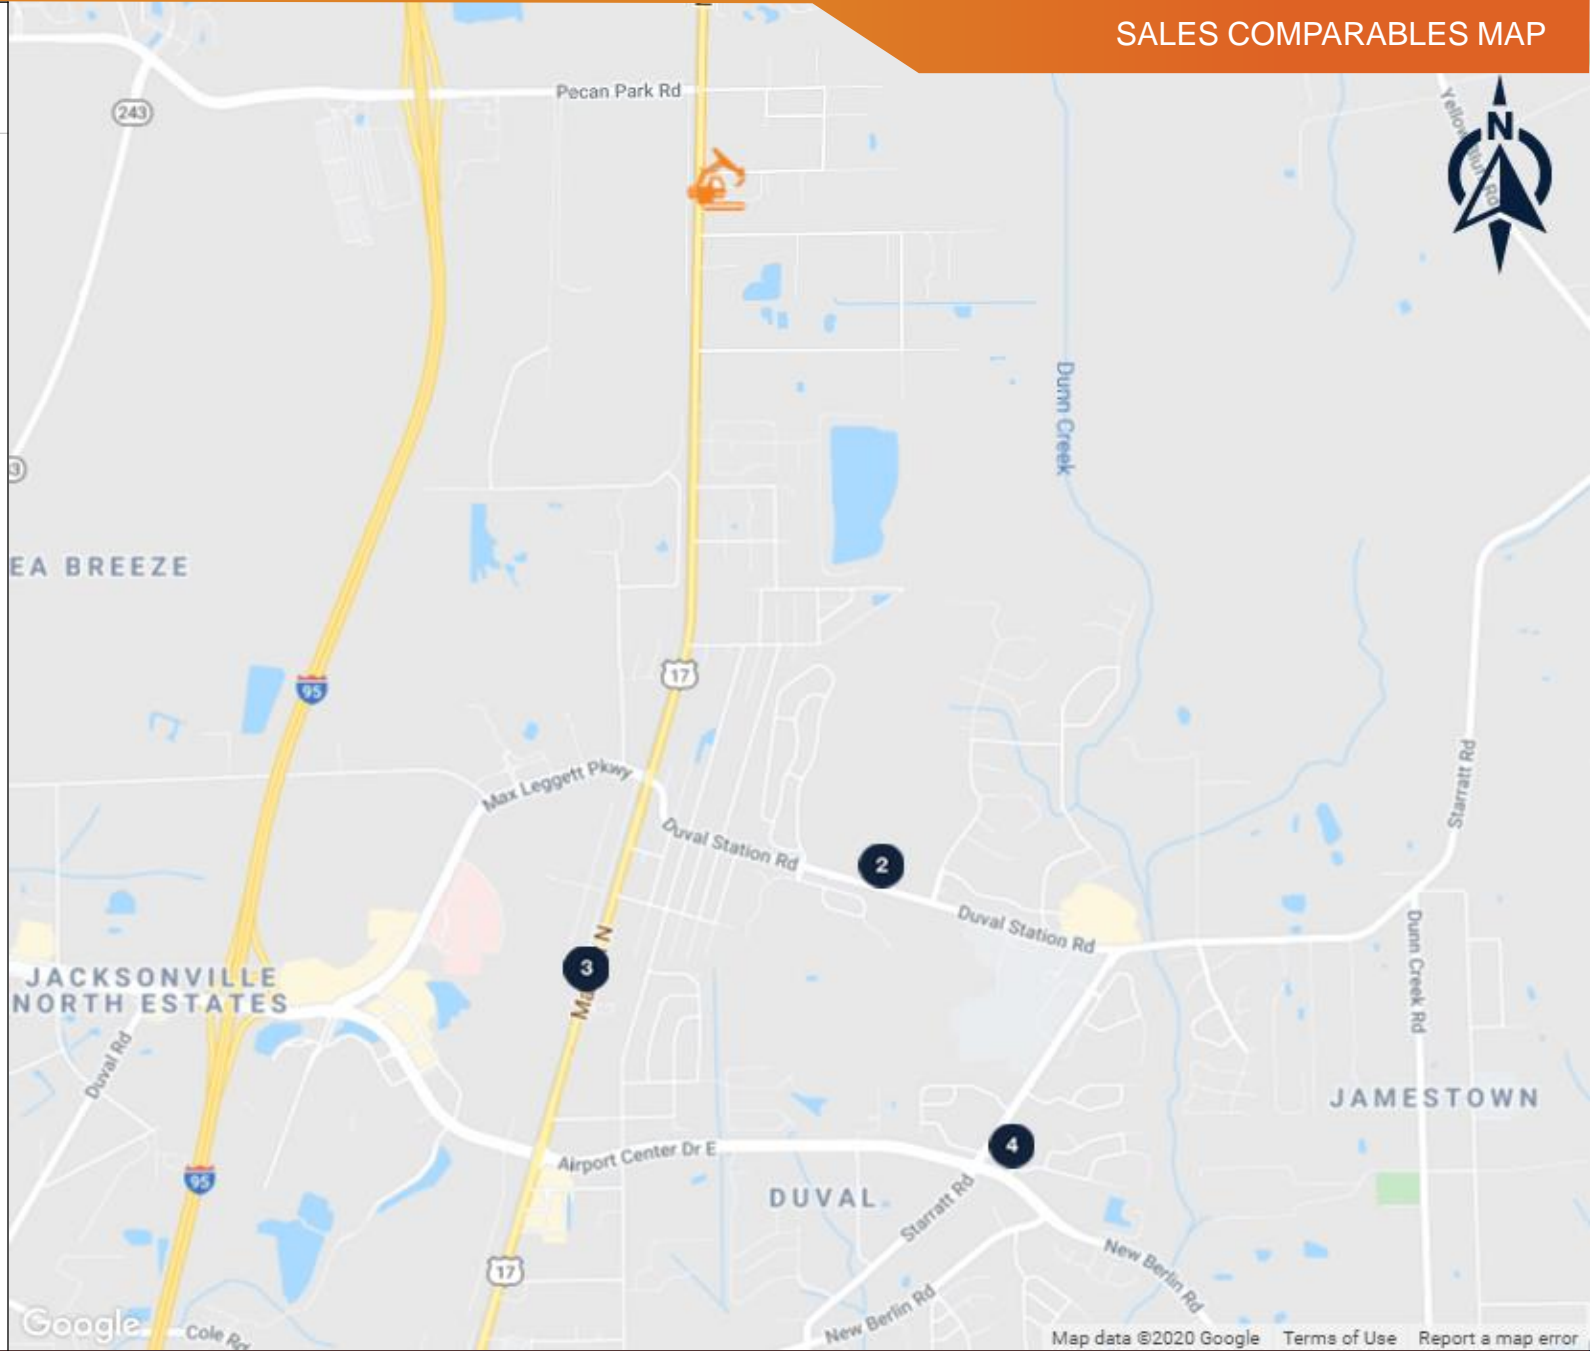 SALES COMPARABLES MAP
Pecan Park Rd
243
N
Dunn Creek
3
EA BREEZE
17
95
Max Leggett Pkwy
Starratt Rd
Duval Station Rd
2
Duval Station Rd
Dunn Creek Rd
N
3
JACKSONVILLE
NORTH ESTATES
Duval Rd
JAMESTOWN
4
Airport Center Dr E
95
DUVAL
Starratt Rd
17
New Berlin Rd
New Berlin Rd
Google
Cole Rd
Map data ©2020 Google Terms of Use Report a map error